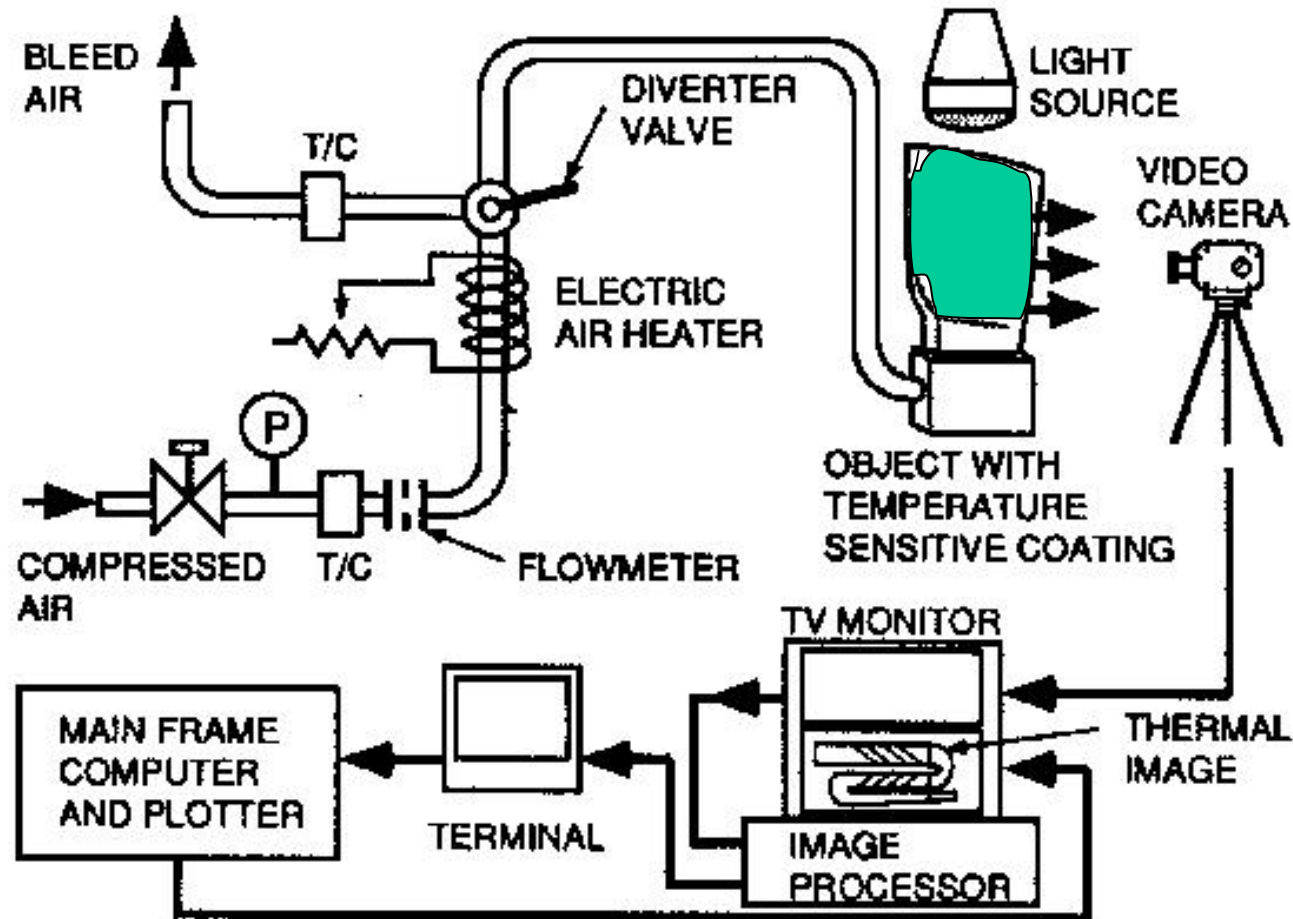 BLEED
AIR
T/C
DIVERTER
VALVE
LIGHT
SOURCE
VIDEO
CAMERA
ELECTRIC
AIR HEATER
P
OBJECT WITH
TEMPERATURE
SENSITIVE COATING
COMPRESSED
AIR
T/C
FLOWMETER
TV MONITOR
THERMAL
IMAGE
MAIN FRAME
COMPUTER
AND PLOTTER
TERMINAL
IMAGE
PROCESSOR